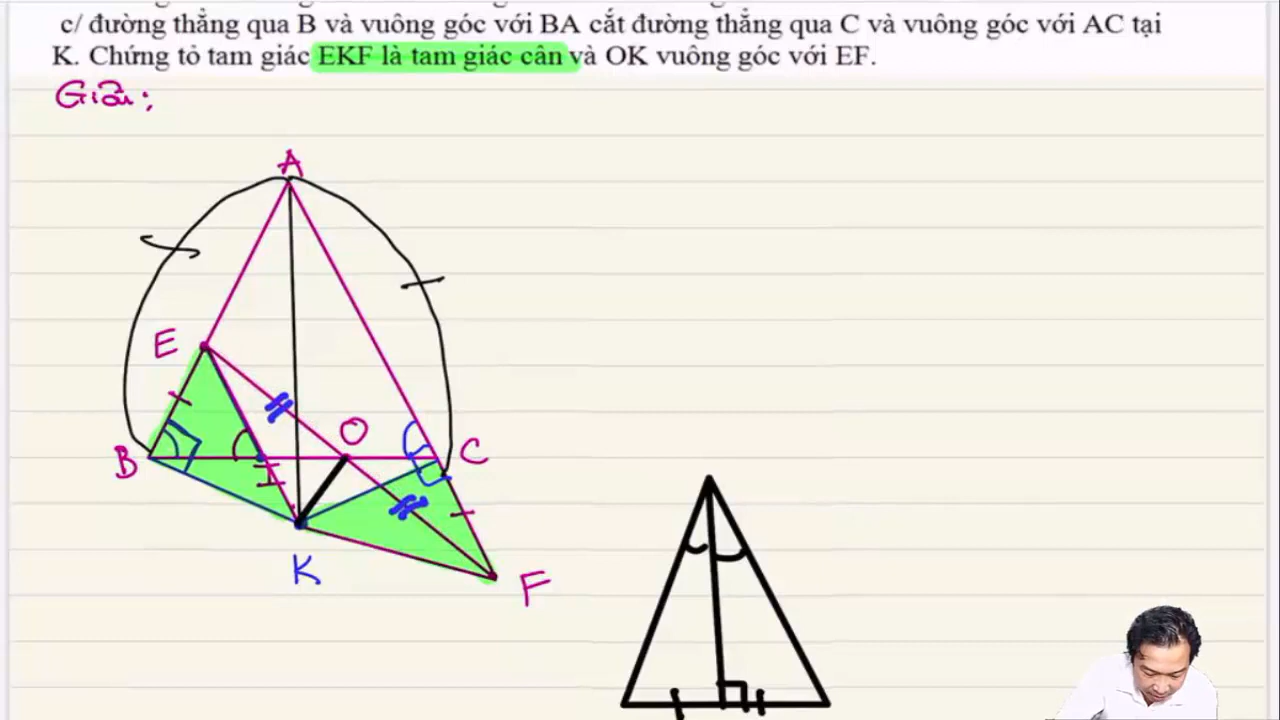 c/ đường thẳng qua B và vuông góc với BA cắt đường thẳng qua C và vuông góc với AC tại
K. Chứng tỏ tam giác EKF là tam giác cân và OK vuông góc với EF.
Giải:
A
E
O
B
I
C
K
F